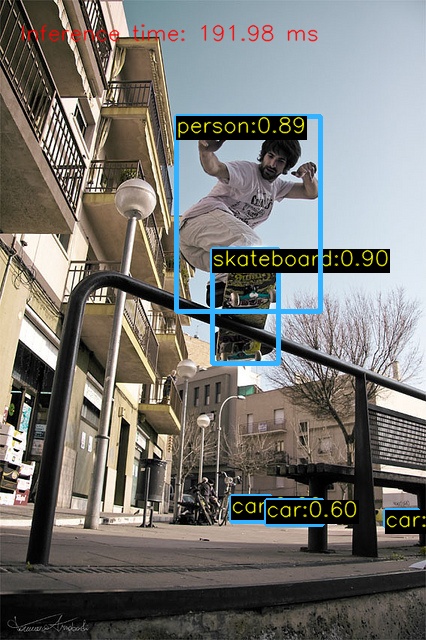 Inference time: 191.98 ms
person:0.89
skateboard:0.90
car
car:0.60
car: